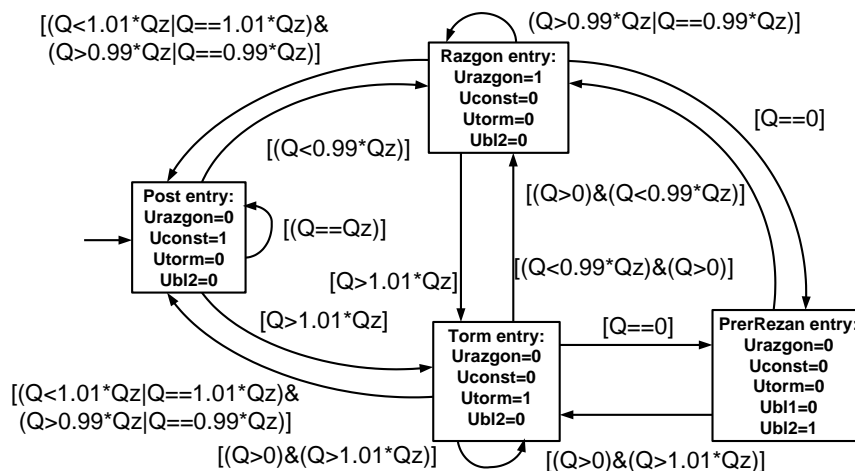 [(Q<1.01*Qz|Q==1.01*Qz)&
(Q>0.99*Qz|Q==0.99*Qz)]
(Q>0.99*Qz|Q==0.99*Qz)]
Razgon entry:
Urazgon=1
Uconst=0
Utorm=0
Ubl2=0
[Q==0]
[(Q<0.99*Qz)]
[(Q>0)&(Q<0.99*Qz)]
Post entry:
Urazgon=0
Uconst=1
Utorm=0
Ubl2=0
[(Q==Qz)]
[Q>1.01*Qz]
[(Q<0.99*Qz)&(Q>0)]
[Q>1.01*Qz]
Torm entry:
Urazgon=0
Uconst=0
Utorm=1
Ubl2=0
[Q==0]
PrerRezan entry:
Urazgon=0
Uconst=0
Utorm=0
Ubl1=0
Ubl2=1
[(Q<1.01*Qz|Q==1.01*Qz)&
(Q>0.99*Qz|Q==0.99*Qz)]
[(Q>0)&(Q>1.01*Qz)]
[(Q>0)&(Q>1.01*Qz)]